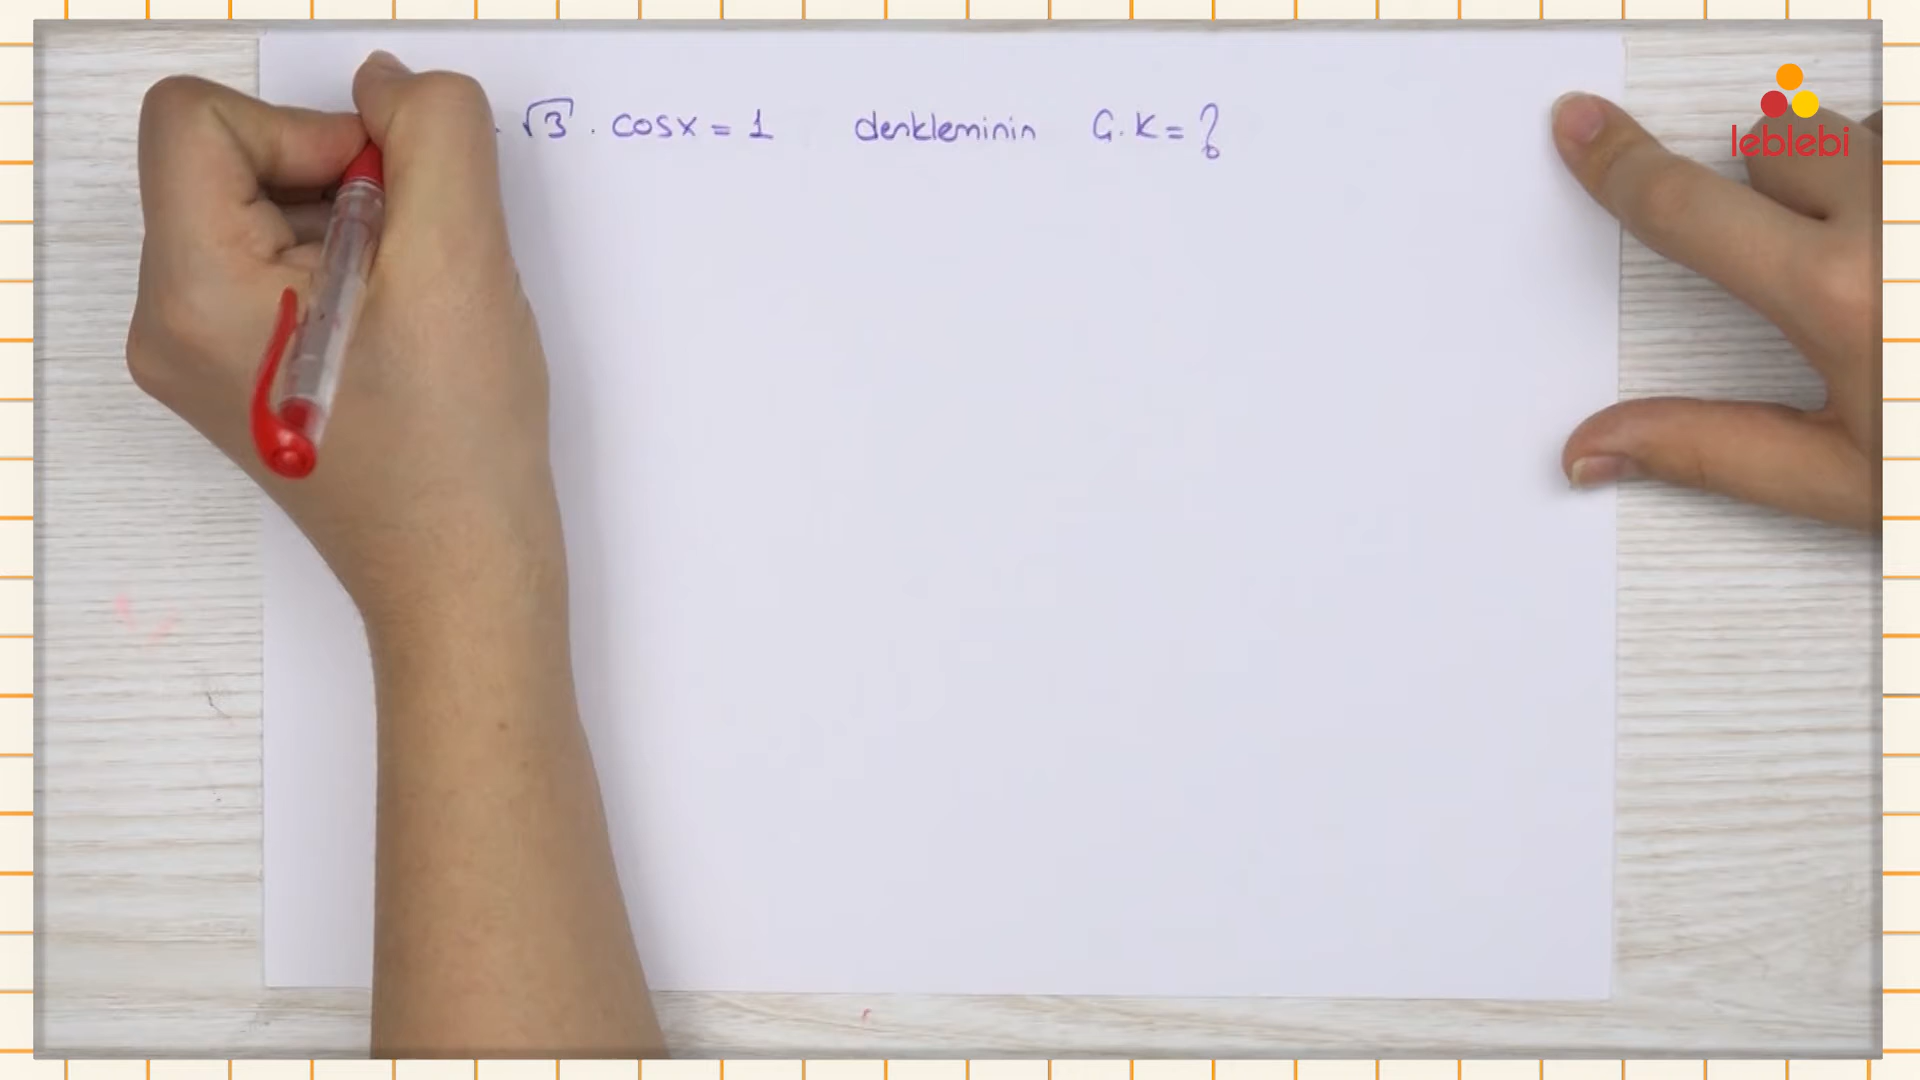 √3 . cosx = 1 denkleminin Ç.K = ?
leblebi